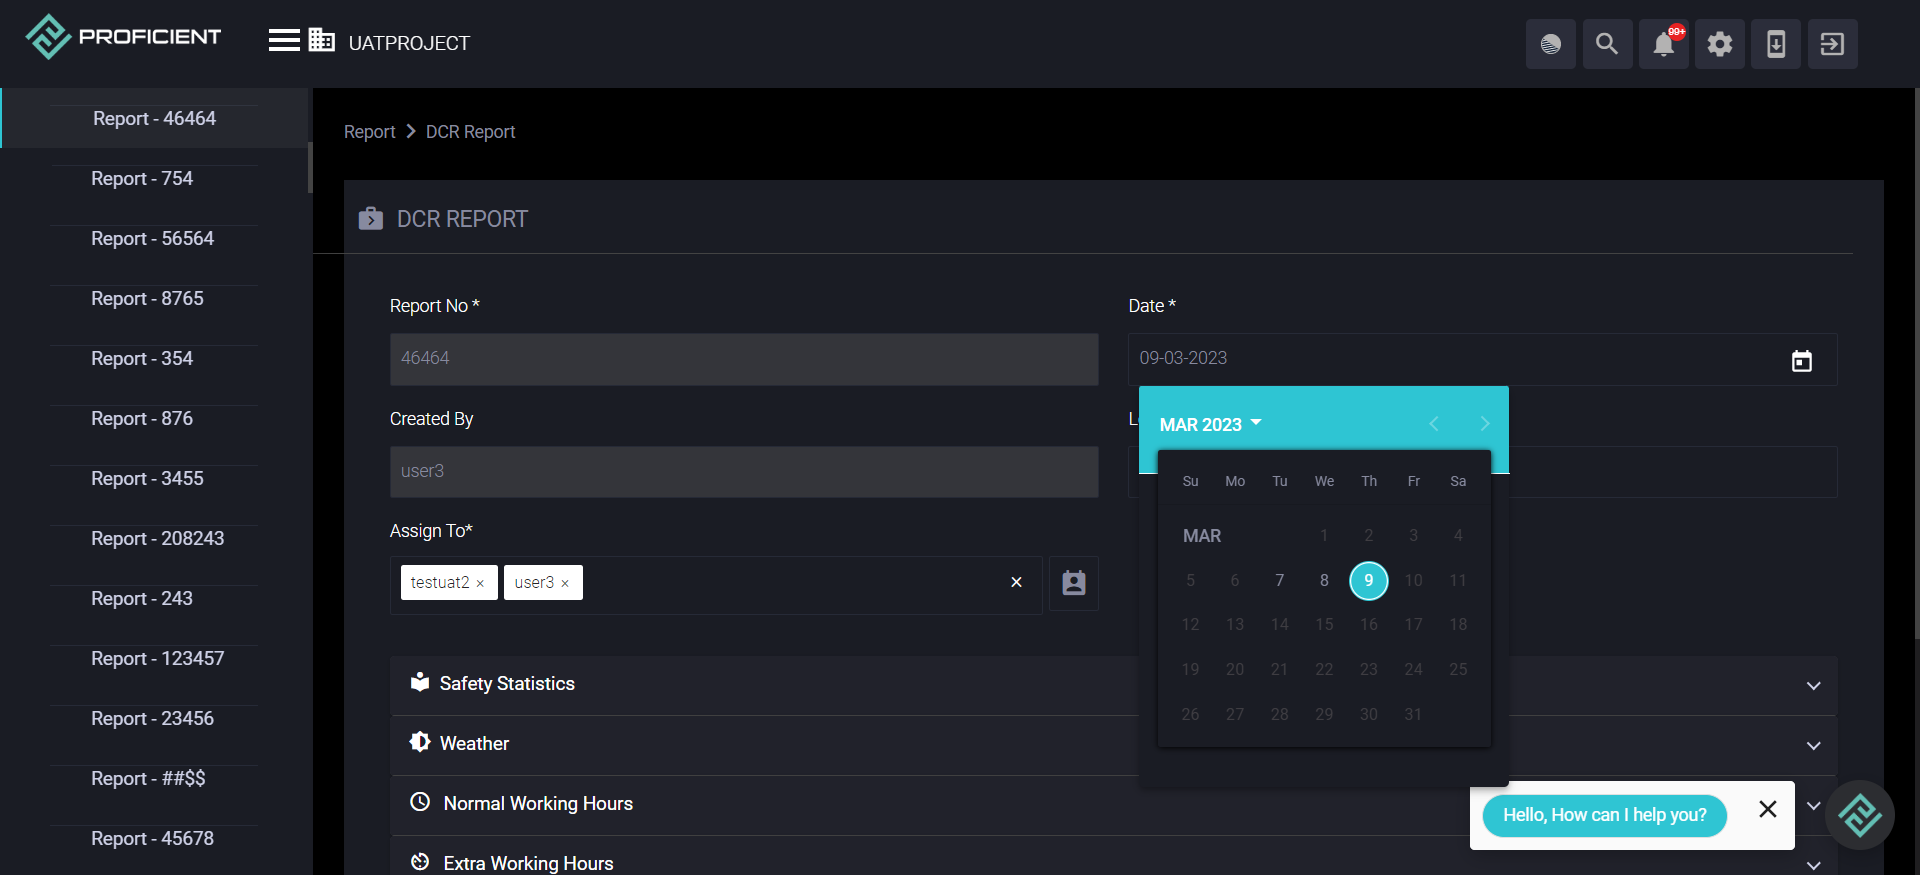 PROFICIENT
UATPROJECT
99+
Report - 46464
Report - 754
Report - 56564
Report - 8765
Report - 354
Report - 876
Report - 3455
Report - 208243
Report - 243
Report - 123457
Report - 23456
Report - ##$$
Report - 45678
Report > DCR Report
DCR REPORT
Report No *
46464
Date *
09-03-2023
Created By
user3
Assign To*
testuat2 ×
user3 ×
×
MAR 2023
Su Mo Tu We Th Fr Sa
MAR 1 2 3 4
5 6 7 8 9 10 11
12 13 14 15 16 17 18
19 20 21 22 23 24 25
26 27 28 29 30 31
Safety Statistics
Weather
Normal Working Hours
Extra Working Hours
Hello, How can I help you?